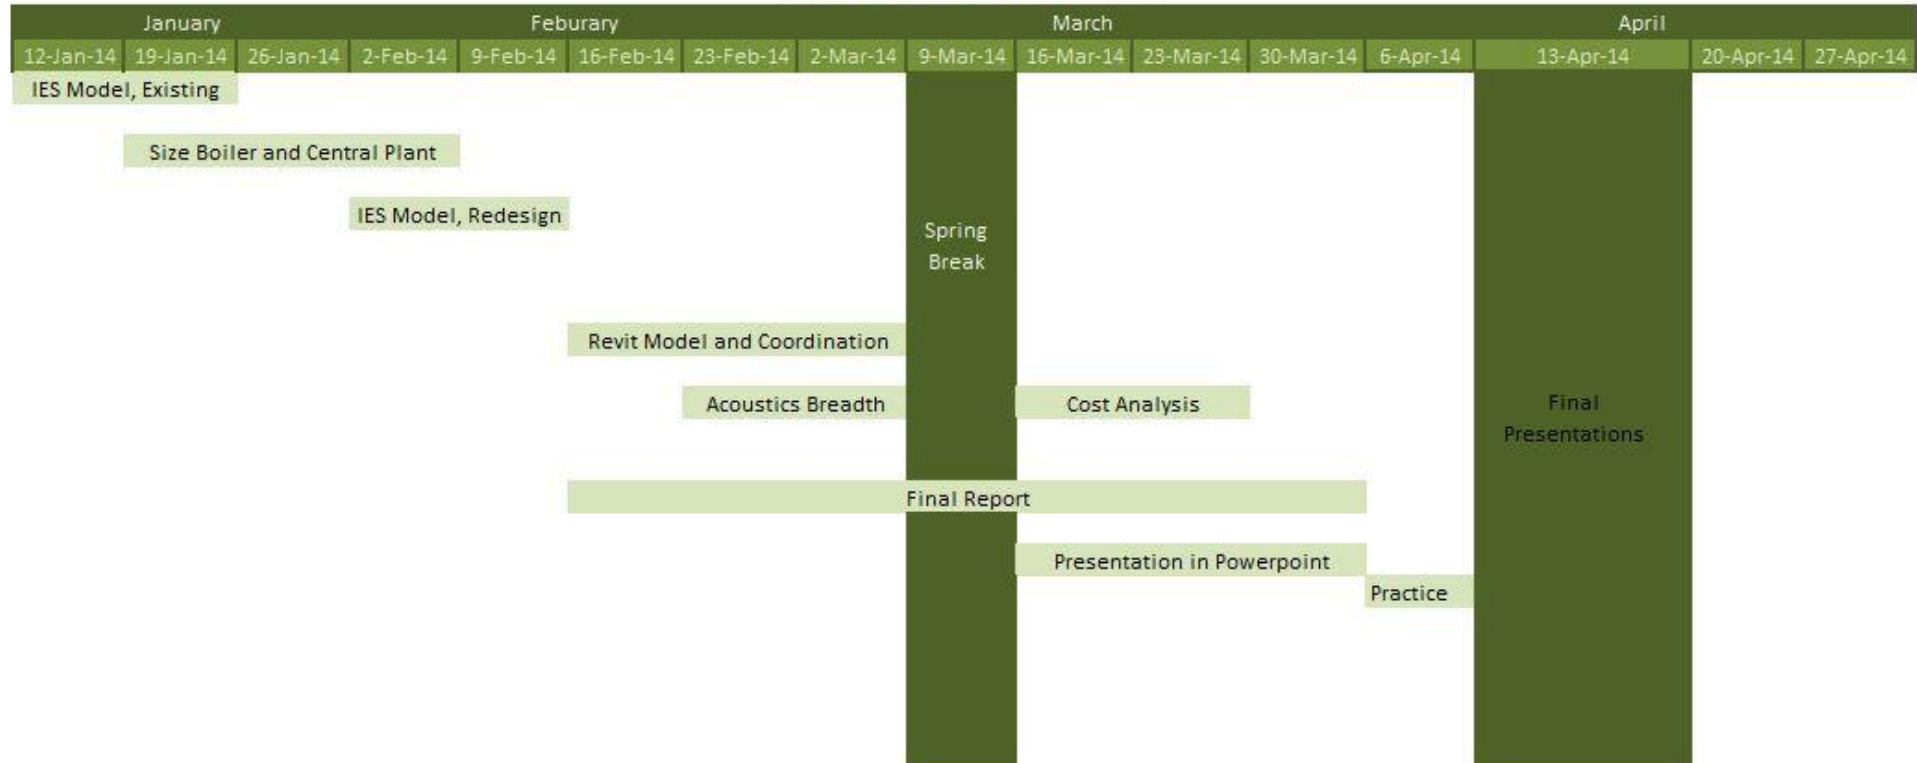 January Feburary March April
12-Jan-14 19-Jan-14 26-Jan-14 2-Feb-14 9-Feb-14 16-Feb-14 23-Feb-14 2-Mar-14 9-Mar-14 16-Mar-14 23-Mar-14 30-Mar-14 6-Apr-14 13-Apr-14 20-Apr-14 27-Apr-14
IES Model, Existing
Size Boiler and Central Plant
IES Model, Redesign
Spring
Break
Revit Model and Coordination
Acoustics Breadth
Cost Analysis
Final
Presentations
Final Report
Presentation in Powerpoint
Practice